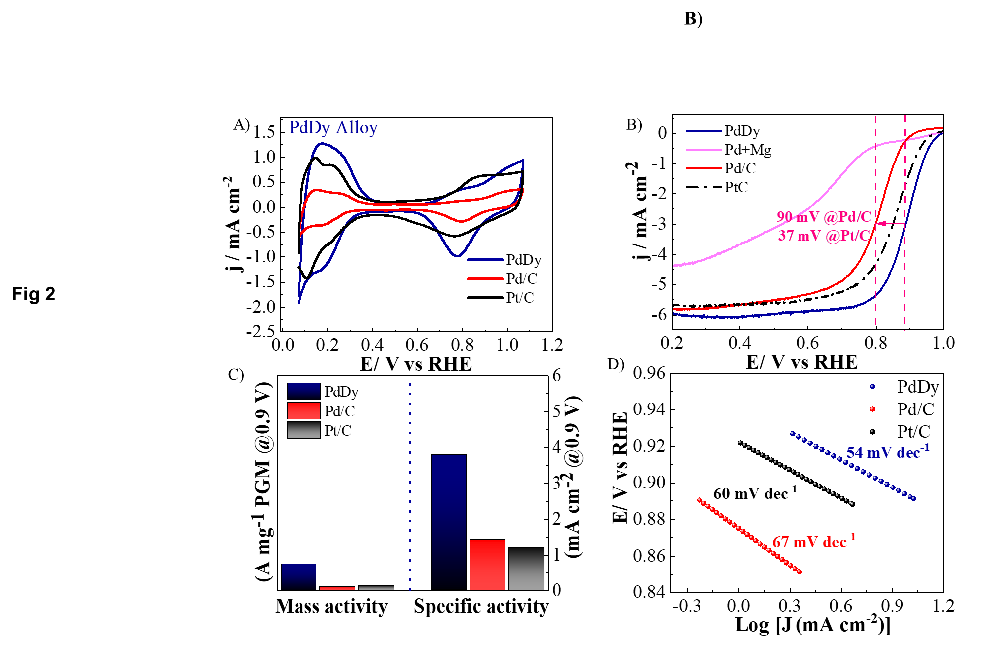 B)
Fig 2
A)
PdDy Alloy
1.5
1.0
0.5
0.0
-0.5
-1.0
-1.5
-2.0
-2.5
j / mA cm-2
PdDy
Pd/C
Pt/C
0.0 0.2 0.4 0.6 0.8 1.0 1.2
E/ V vs RHE
B)
0
-1
-2
-3
-4
-5
-6
j / mA cm-2
PdDy
Pd+Mg
Pd/C
PtC
90 mV @Pd/C
37 mV @Pt/C
0.2 0.4 0.6 0.8 1.0
E/ V vs RHE
C)
(A mg-1 PGM @0.9 V)
PdDy
Pd/C
Pt/C
6
5
4
3
2
1
0
(mA cm-2 @0.9 V)
Mass activity Specific activity
D)
0.96
0.94
0.92
0.90
0.88
0.86
0.84
E/ V vs RHE
PdDy
Pd/C
Pt/C
54 mV dec-1
60 mV dec-1
67 mV dec-1
-0.3 0.0 0.3 0.6 0.9 1.2
Log [J (mA cm-2)]